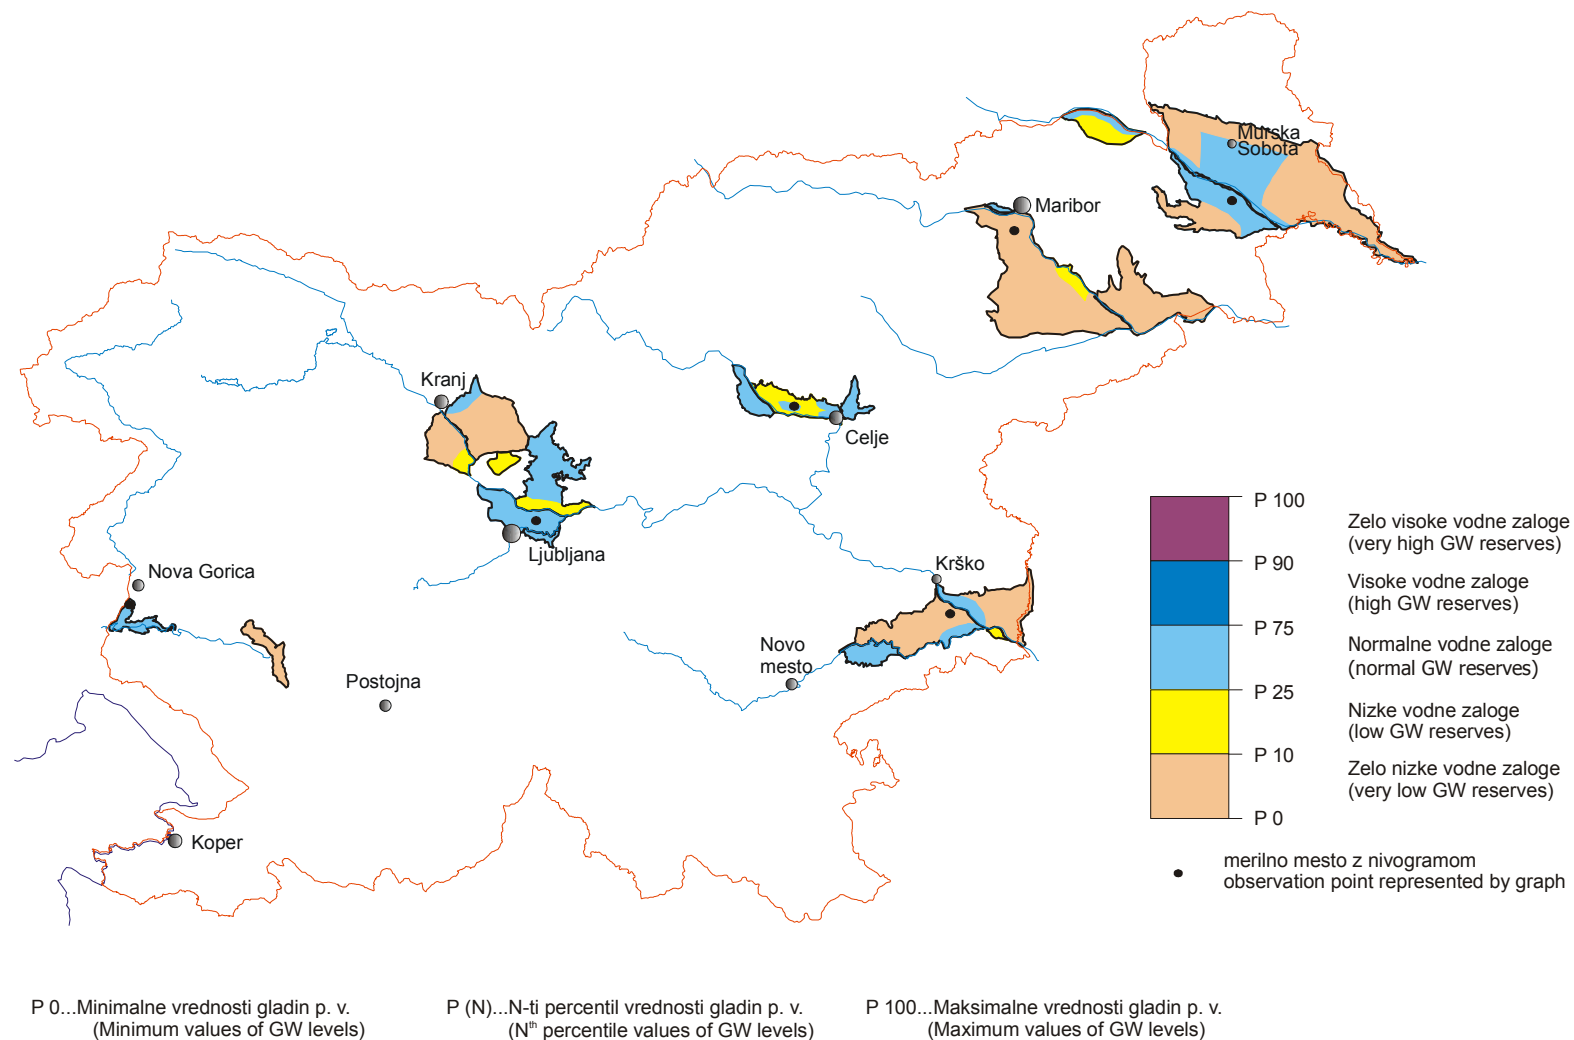 Murska
Sobota
Maribor
Kranj
Celje
Ljubljana
Nova Gorica
Krško
Novo
mesto
Postojna
Koper
P 100
Zelo visoke vodne zaloge
(very high GW reserves)
P 90
Visoke vodne zaloge
(high GW reserves)
P 75
Normalne vodne zaloge
(normal GW reserves)
P 25
Nizke vodne zaloge
(low GW reserves)
P 10
Zelo nizke vodne zaloge
(very low GW reserves)
P 0
merilno mesto z nivogramom
observation point represented by graph
P 0...Minimalne vrednosti gladin p. v.
(Minimum values of GW levels)
P (N)...N-ti percentil vrednosti gladin p. v.
(Nth percentile values of GW levels)
P 100...Maksimalne vrednosti gladin p. v.
(Maximum values of GW levels)